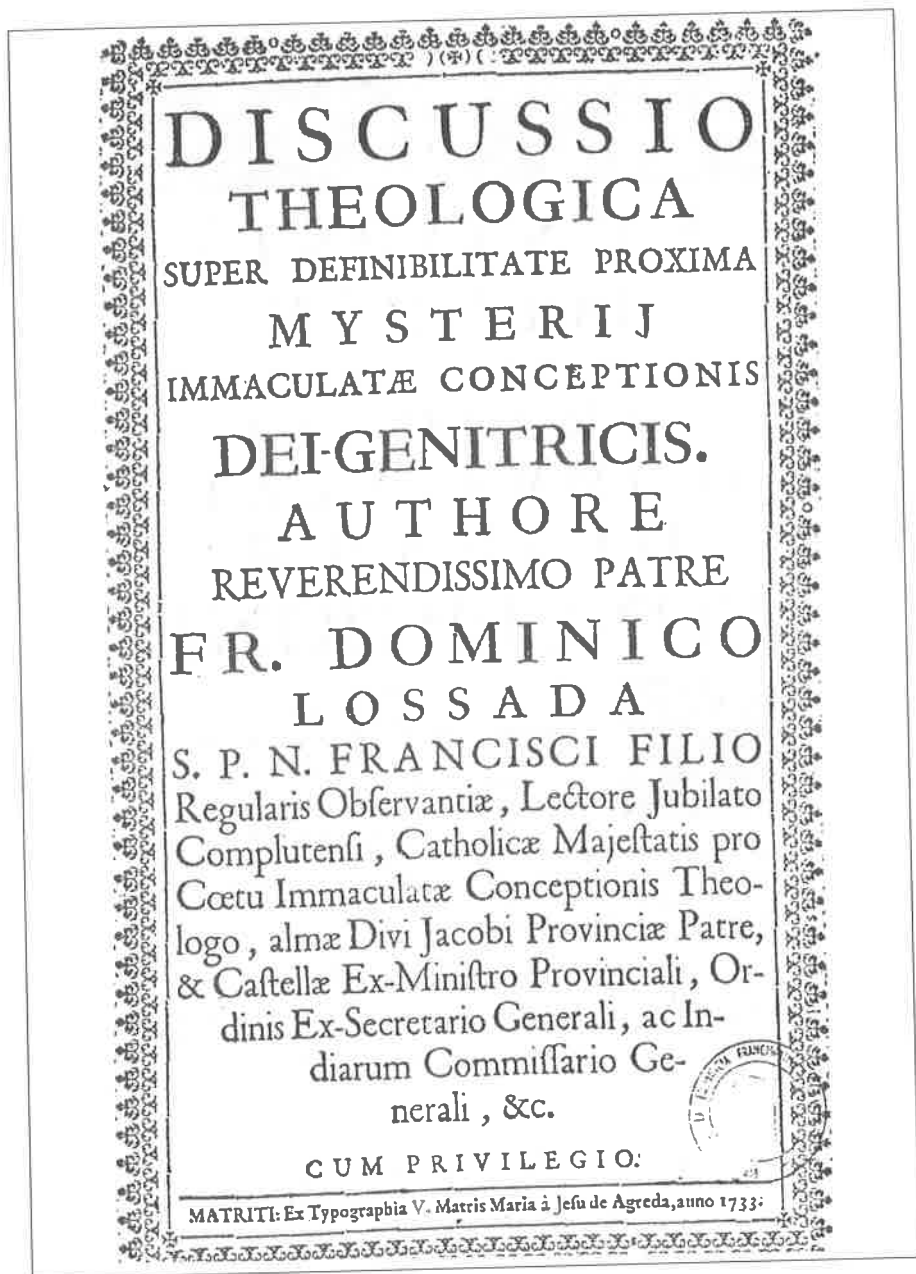 DISCUSSIO
THEOLOGICA
SUPER DEFINIBILITATE PROXIMA
MYSTERIJ
IMMACULATÆ CONCEPTIONIS
DEI-GENITRICIS.
AUTHORE
REVERENDISSIMO PATRE
FR. DOMINICO
LOSSADA
S. P. N. FRANCISCI FILIO
Regularis Obſervantiæ, Lectore Jubilato
Complutenſi, Catholicæ Majeſtatis pro
Cœtu Immaculatæ Conceptionis Theo-
logo, almæ Divi Jacobi Provinciæ Patre,
& Caſtellæ Ex-Miniſtro Provinciali, Or-
dinis Ex-Secretario Generali, ac In-
diarum Commiſſario Ge-
nerali, &c.
CUM PRIVILEGIO:
MATRITI: Ex Typographia V. Matris Maria à Jeſu de Agreda, anno 1733.